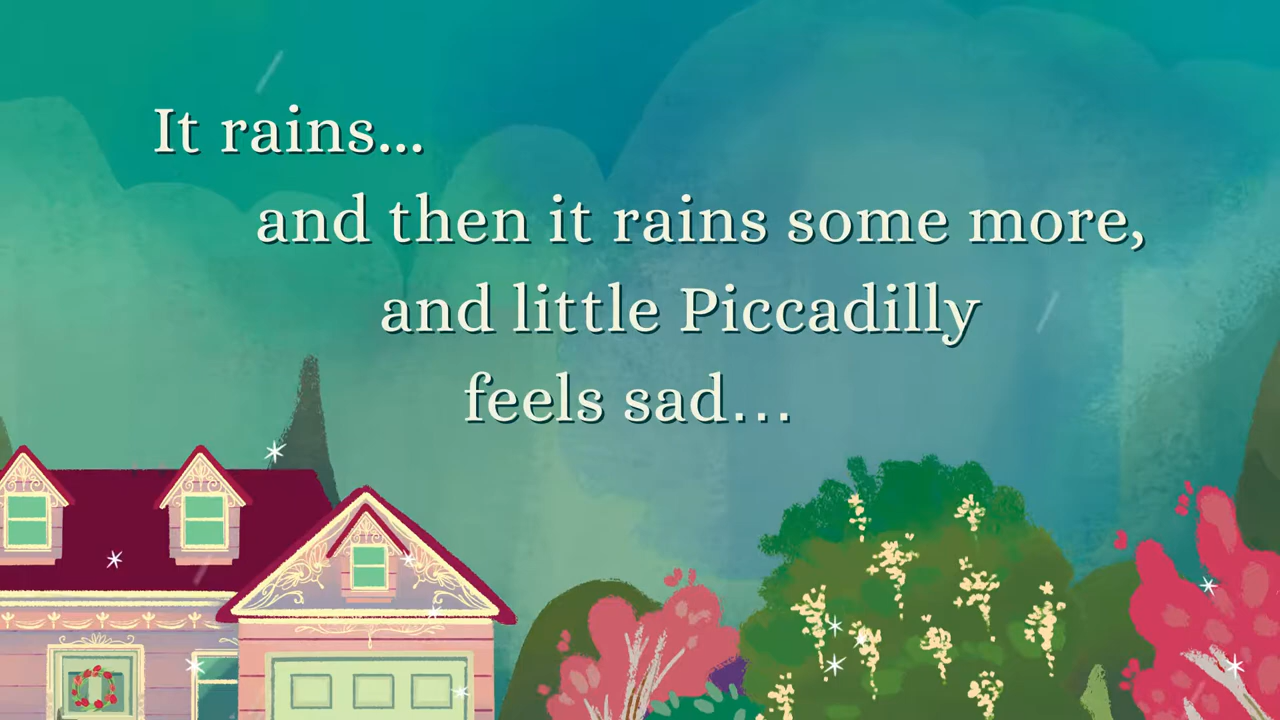 It rains...
and then it rains some more,
and little Piccadilly
feels sad...